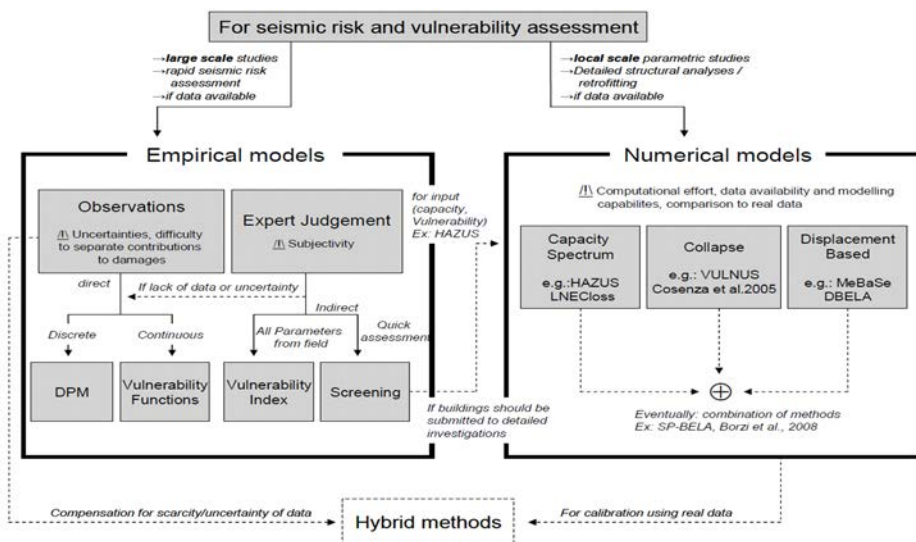 For seismic risk and vulnerability assessment
→large scale studies
→rapid seismic risk
assessment
→if data available
→local scale parametric studies
→Detailed structural analyses /
retrofitting
→if data available
Empirical models
Observations
/!\ Uncertainties, difficulty
to separate contributions
to damages
Expert Judgement
/!\ Subjectivity
for input
(capacity,
Vulnerability)
Ex: HAZUS
direct
If lack of data or uncertainty
Indirect
Discrete
Continuous
All Parameters
from field
Quick
assessment
DPM
Vulnerability
Functions
Vulnerability
Index
Screening
If buildings should be
submitted to detailed
investigations
Numerical models
/!\ Computational effort, data availability and modelling
capabilites, comparison to real data
Capacity
Spectrum
e.g.:HAZUS
LNECloss
Collapse
e.g.: VULNUS
Cosenza et al.2005
Displacement
Based
e.g.: MeBaSe
DBELA
Eventually: combination of methods
Ex: SP-BELA, Borzi et al., 2008
Compensation for scarcity/uncertainty of data
Hybrid methods
For calibration using real data